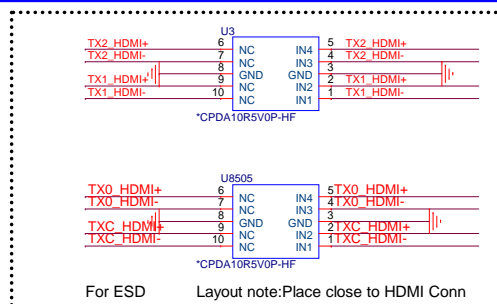 U3
TX2_HDMI+ 6 NC IN4 5 TX2_HDMI+
TX2_HDMI- 7 NC IN3 4 TX2_HDMI-
8 GND GND 3
TX1_HDMI+ 9 NC IN2 2 TX1_HDMI+
TX1_HDMI- 10 NC IN1 1 TX1_HDMI-
*CPDA10R5V0P-HF
U8505
TX0_HDMI+ 6 NC IN4 5 TX0_HDMI+
TX0_HDMI- 7 NC IN3 4 TX0_HDMI-
8 GND GND 3
TXC_HDMI+ 9 NC IN2 2 TXC_HDMI+
TXC_HDMI- 10 NC IN1 1 TXC_HDMI-
*CPDA10R5V0P-HF
For ESD Layout note:Place close to HDMI Conn